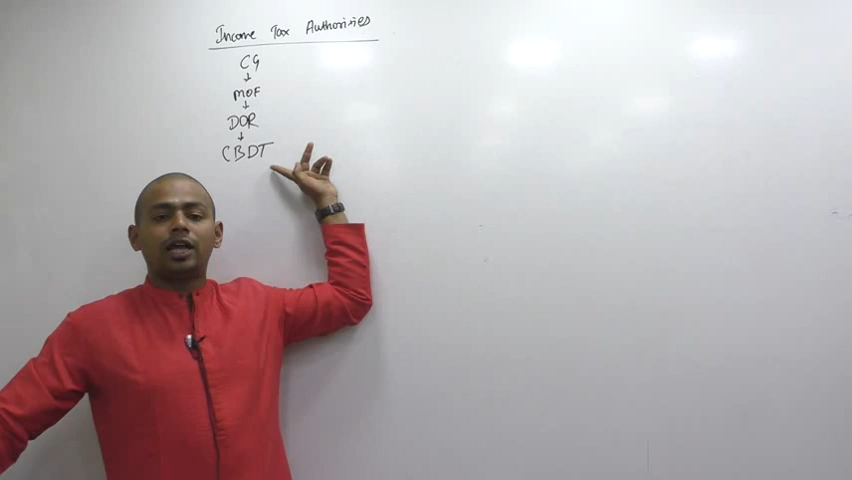 Income Tax Authorities
CG
↓
MOF
↓
DOR
↓
CBDT